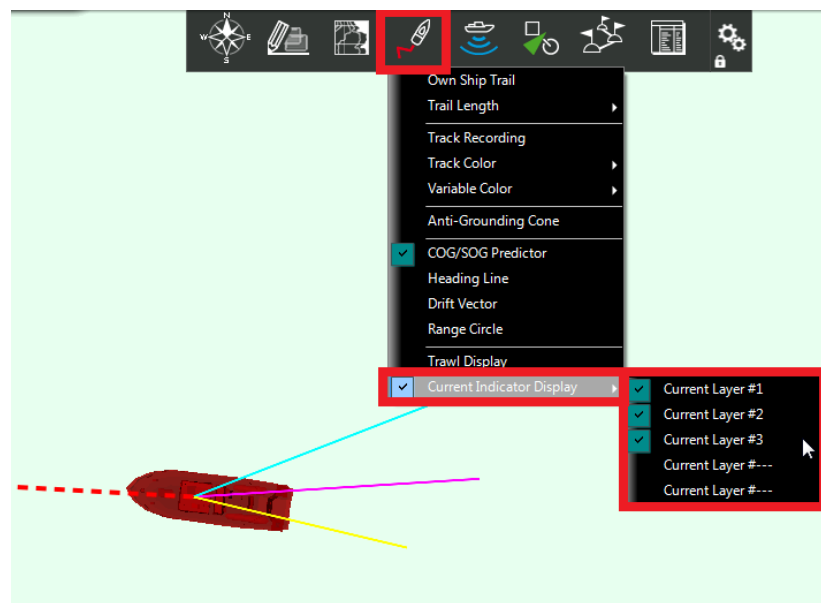 N
W E
S
Own Ship Trail
Trail Length
Track Recording
Track Color
Variable Color
Anti-Grounding Cone
COG/SOG Predictor
Heading Line
Drift Vector
Range Circle
Trawl Display
Current Indicator Display
Current Layer #1
Current Layer #2
Current Layer #3
Current Layer #---
Current Layer #---